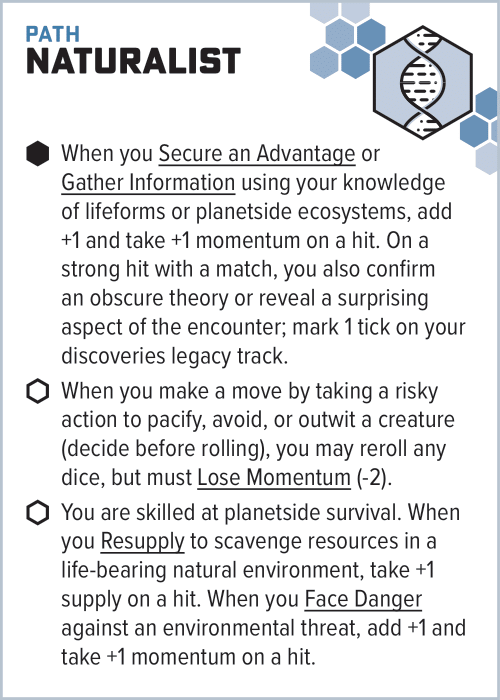 PATH
NATURALIST
When you Secure an Advantage or
Gather Information using your knowledge
of lifeforms or planetside ecosystems, add
+1 and take +1 momentum on a hit. On a
strong hit with a match, you also confirm
an obscure theory or reveal a surprising
aspect of the encounter; mark 1 tick on your
discoveries legacy track.
When you make a move by taking a risky
action to pacify, avoid, or outwit a creature
(decide before rolling), you may reroll any
dice, but must Lose Momentum (-2).
You are skilled at planetside survival. When
you Resupply to scavenge resources in a
life-bearing natural environment, take +1
supply on a hit. When you Face Danger
against an environmental threat, add +1 and
take +1 momentum on a hit.